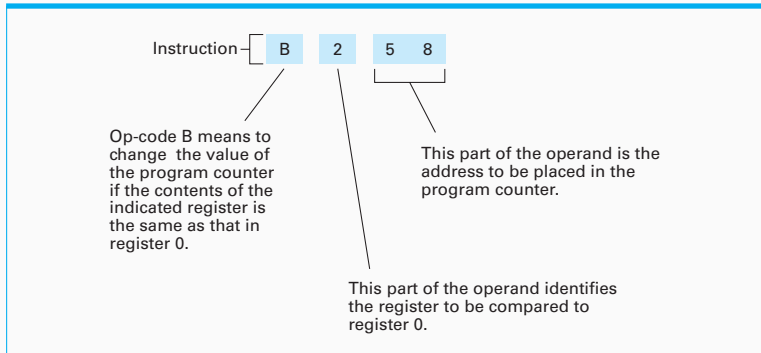 Instruction B 2 5 8
Op-code B means to
change the value of
the program counter
if the contents of the
indicated register is
the same as that in
register 0.
This part of the operand is the
address to be placed in the
program counter.
This part of the operand identifies
the register to be compared to
register 0.